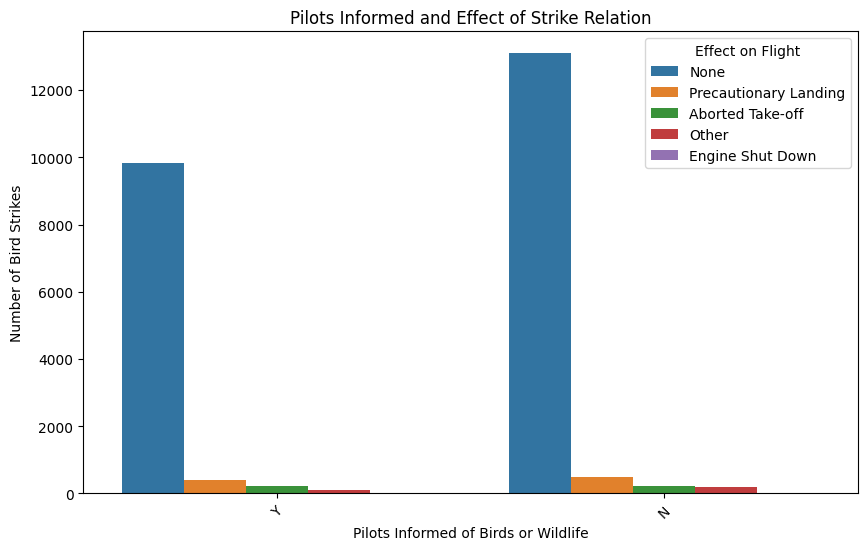 Pilots Informed and Effect of Strike Relation
Effect on Flight
None
Precautionary Landing
Aborted Take-off
Other
Engine Shut Down
Number of Bird Strikes
12000
10000
8000
6000
4000
2000
0
Y
N
Pilots Informed of Birds or Wildlife